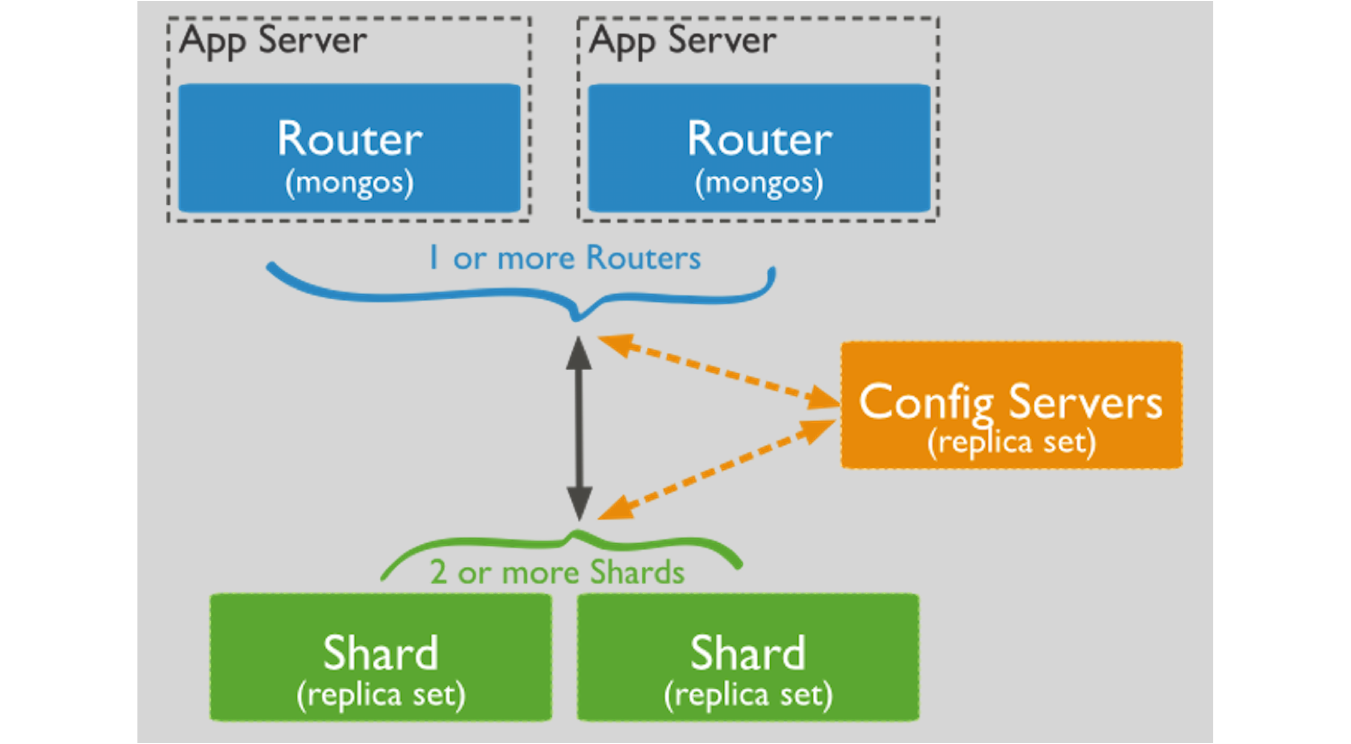 App Server
App Server
Router
(mongos)
Router
(mongos)
1 or more Routers
Config Servers
(replica set)
2 or more Shards
Shard
(replica set)
Shard
(replica set)